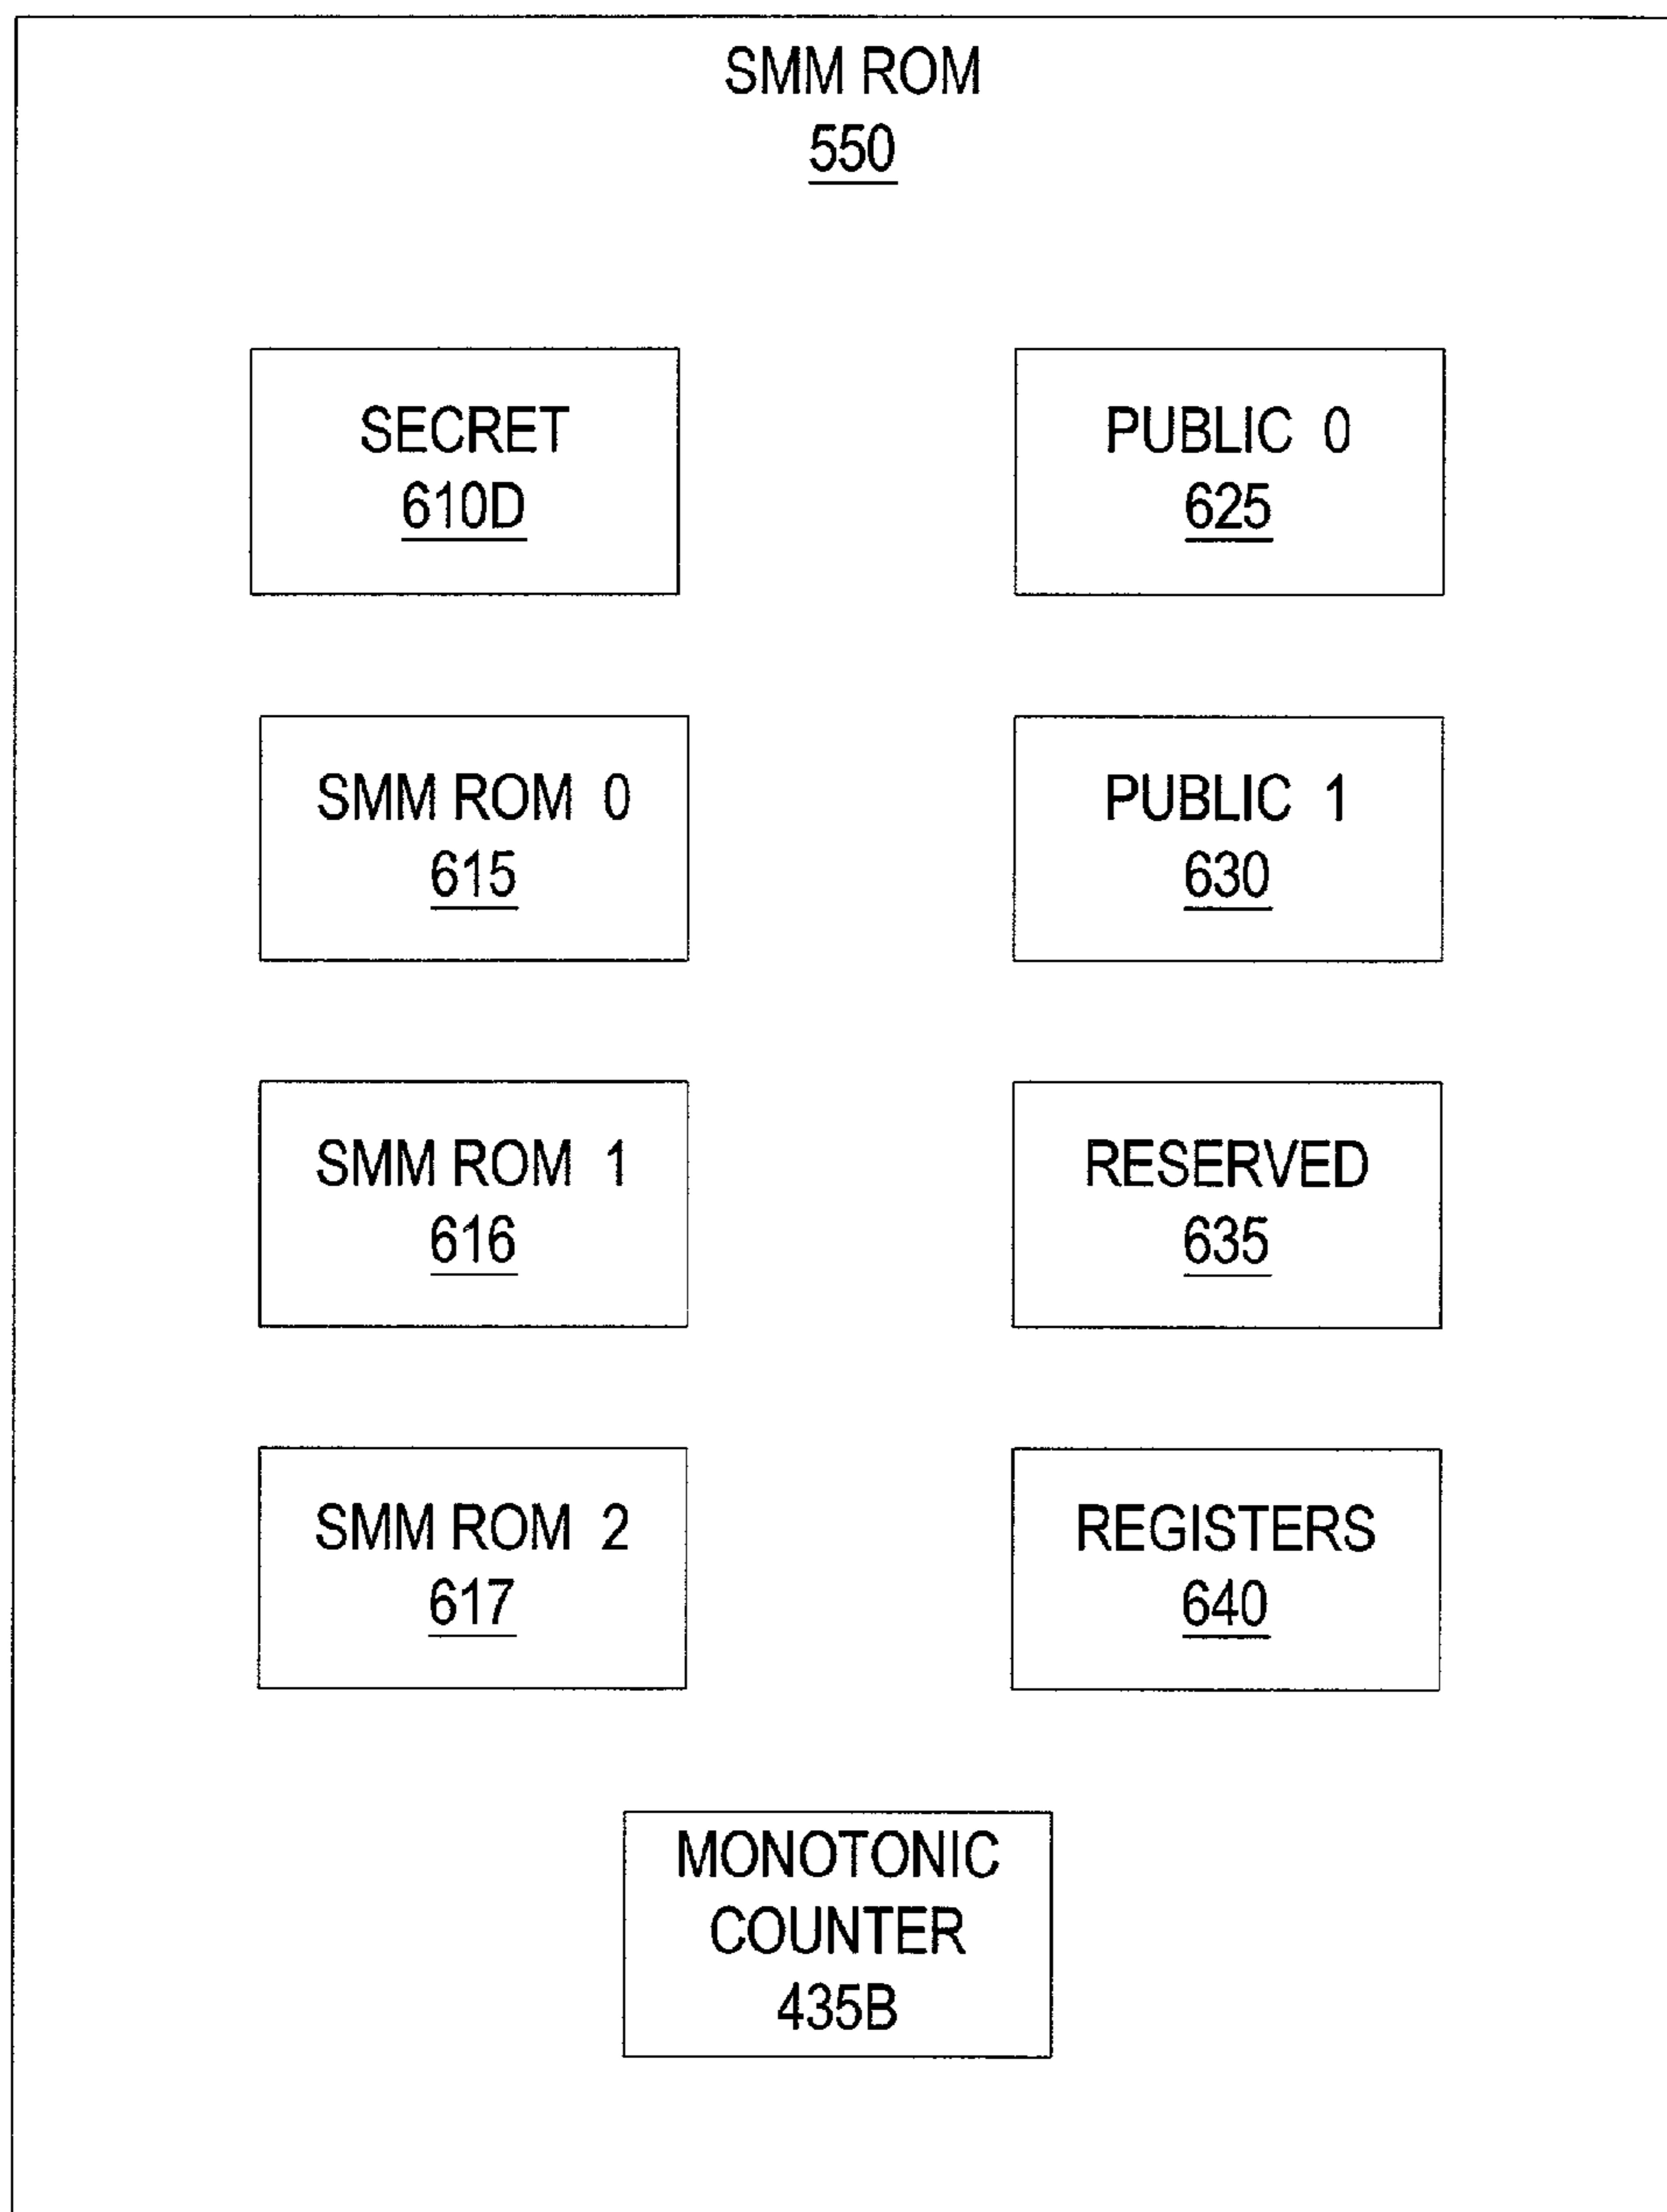 SMM ROM
550
SECRET
610D
PUBLIC 0
625
SMM ROM 0
615
PUBLIC 1
630
SMM ROM 1
616
RESERVED
635
SMM ROM 2
617
REGISTERS
640
MONOTONIC
COUNTER
435B